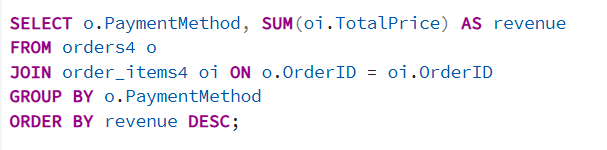 SELECT o.PaymentMethod, SUM(oi.TotalPrice) AS revenue
FROM orders4 o
JOIN order_items4 oi ON o.OrderID = oi.OrderID
GROUP BY o.PaymentMethod
ORDER BY revenue DESC;